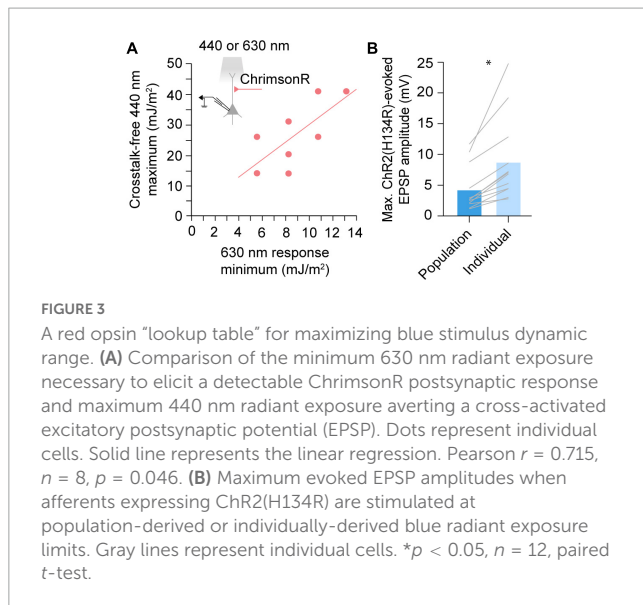 A
440 or 630 nm
ChrimsonR
Crosstalk-free 440 nm
maximum (mJ/m²)
50
40
30
20
10
0
0 2 4 6 8 10 12 14
630 nm response
minimum (mJ/m²)
B
Max. ChR2(H134R)-evoked
EPSP amplitude (mV)
25
20
15
10
5
0
*
Population
Individual
FIGURE 3
A red opsin “lookup table” for maximizing blue stimulus dynamic
range. (A) Comparison of the minimum 630 nm radiant exposure
necessary to elicit a detectable ChrimsonR postsynaptic response
and maximum 440 nm radiant exposure averting a cross-activated
excitatory postsynaptic potential (EPSP). Dots represent individual
cells. Solid line represents the linear regression. Pearson r = 0.715,
n = 8, p = 0.046. (B) Maximum evoked EPSP amplitudes when
afferents expressing ChR2(H134R) are stimulated at
population-derived or individually-derived blue radiant exposure
limits. Gray lines represent individual cells. *p < 0.05, n = 12, paired
t-test.